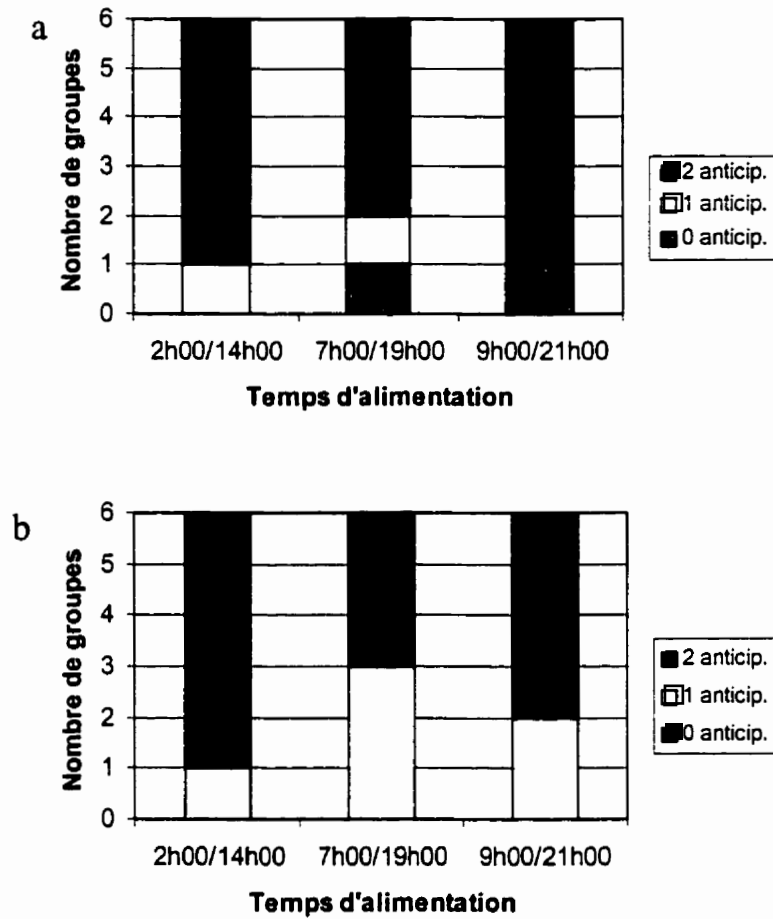 a
Nombre de groupes
6
5
4
3
2
1
0
2h00/14h00 7h00/19h00 9h00/21h00
Temps d'alimentation
2 anticip.
1 anticip.
0 anticip.
b
Nombre de groupes
6
5
4
3
2
1
0
2h00/14h00 7h00/19h00 9h00/21h00
Temps d'alimentation
2 anticip.
1 anticip.
0 anticip.